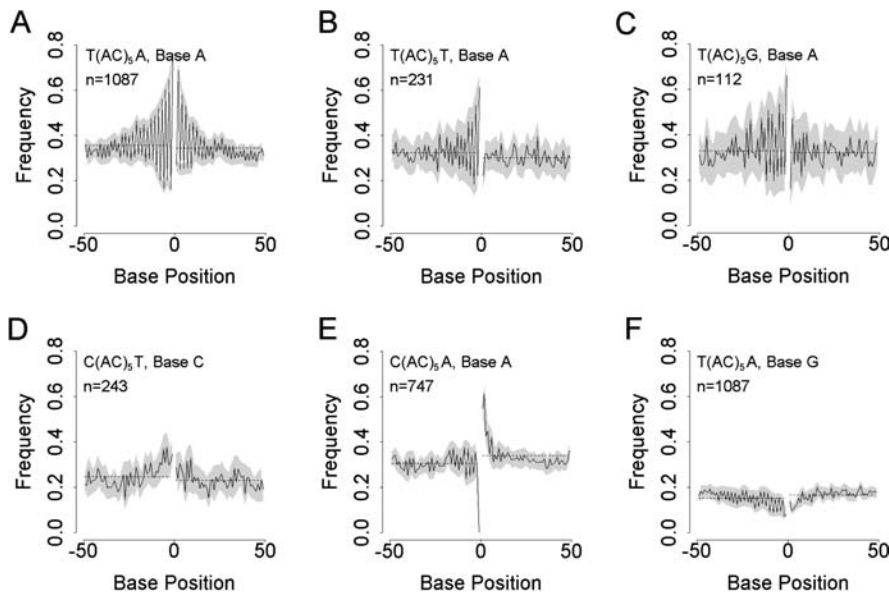 A
T(AC)₅A, Base A
n=1087
Frequency
0.0 0.2 0.4 0.6 0.8
-50 0 50
Base Position
B
T(AC)₅T, Base A
n=231
Frequency
0.0 0.2 0.4 0.6 0.8
-50 0 50
Base Position
C
T(AC)₅G, Base A
n=112
Frequency
0.0 0.2 0.4 0.6 0.8
-50 0 50
Base Position
D
C(AC)₅T, Base C
n=243
Frequency
0.0 0.2 0.4 0.6 0.8
-50 0 50
Base Position
E
C(AC)₅A, Base A
n=747
Frequency
0.0 0.2 0.4 0.6 0.8
-50 0 50
Base Position
F
T(AC)₅A, Base G
n=1087
Frequency
0.0 0.2 0.4 0.6 0.8
-50 0 50
Base Position